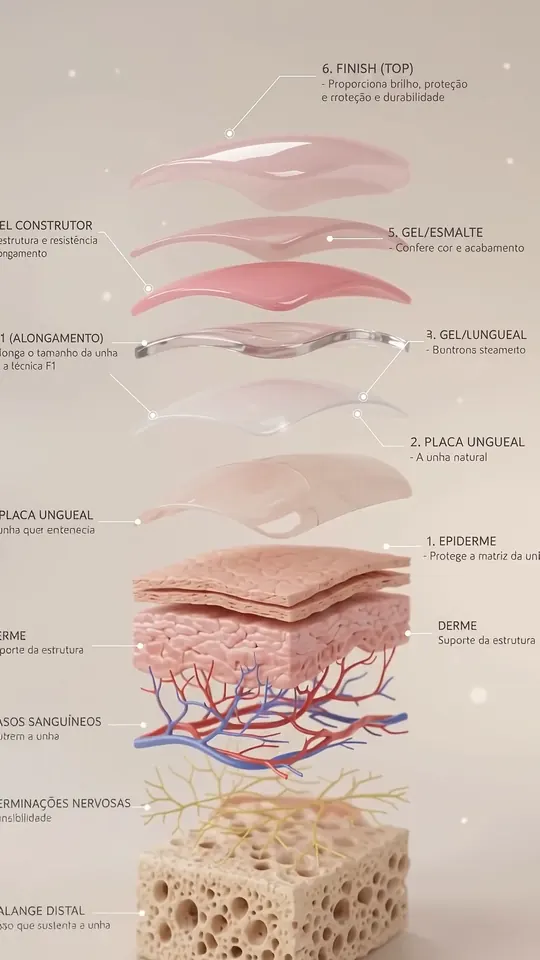 6. FINISH (TOP)
- Proporciona brilho, proteção
e rroteção e durabilidade
EL CONSTRUTOR
estrutura e resistência
ongamento
5. GEL/ESMALTE
- Confere cor e acabamento
1 (ALONGAMENTO)
longa o tamanho da unha
a técnica F1
3. GEL/LUNGUEAL
- Buntrons steamerto
2. PLACA UNGUEAL
- A unha natural
PLACA UNGUEAL
unha quer entenecia
1. EPIDERME
- Protege a matriz da unh
ERME
porte da estrutura
DERME
Suporte da estrutura
ASOS SANGUÍNEOS
utrem a unha
ERMINAÇÕES NERVOSAS
nsibilidade
ALANGE DISTAL
sso que sustenta a unha